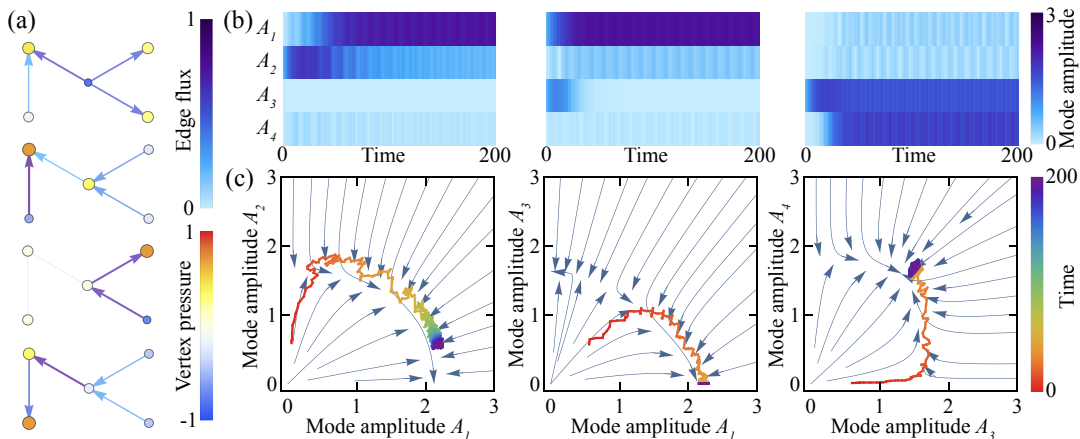 (a)
1
Edge flux
0
1
Vertex pressure
-1
(b)
A1
A2
A3
A4
0 Time 200
0 Time 200
0 Time 200
3
Mode amplitude
0
(c)
3
2
1
0
Mode amplitude A2
0 1 2 3
Mode amplitude A1
3
2
1
0
Mode amplitude A3
0 1 2 3
Mode amplitude A1
3
2
1
0
Mode amplitude A4
0 1 2 3
Mode amplitude A3
200
Time
0